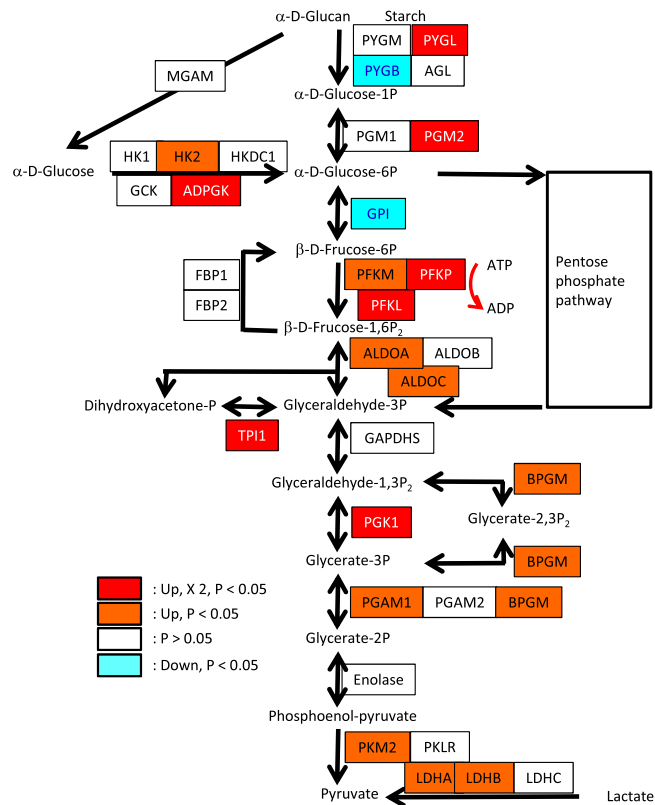 α-D-Glucan Starch
PYGM PYGL
PYGB AGL
MGAM
α-D-Glucose-1P
PGM1 PGM2
HK1 HK2 HKDC1
α-D-Glucose α-D-Glucose-6P
GCK ADPGK
GPI
Pentose
phosphate
pathway
β-D-Frucose-6P
FBP1 PFKM PFKP ATP
FBP2 PFKL ADP
β-D-Frucose-1,6P2
ALDOA ALDOB
ALDOC
Dihydroxyacetone-P Glyceraldehyde-3P
TPI1 GAPDHS
Glyceraldehyde-1,3P2 BPGM
PGK1 Glycerate-2,3P2
Glycerate-3P BPGM
: Up, X 2, P < 0.05
: Up, P < 0.05
: P > 0.05
: Down, P < 0.05
PGAM1 PGAM2 BPGM
Glycerate-2P
Enolase
Phosphoenol-pyruvate
PKM2 PKLR
LDHA LDHB LDHC
Pyruvate Lactate